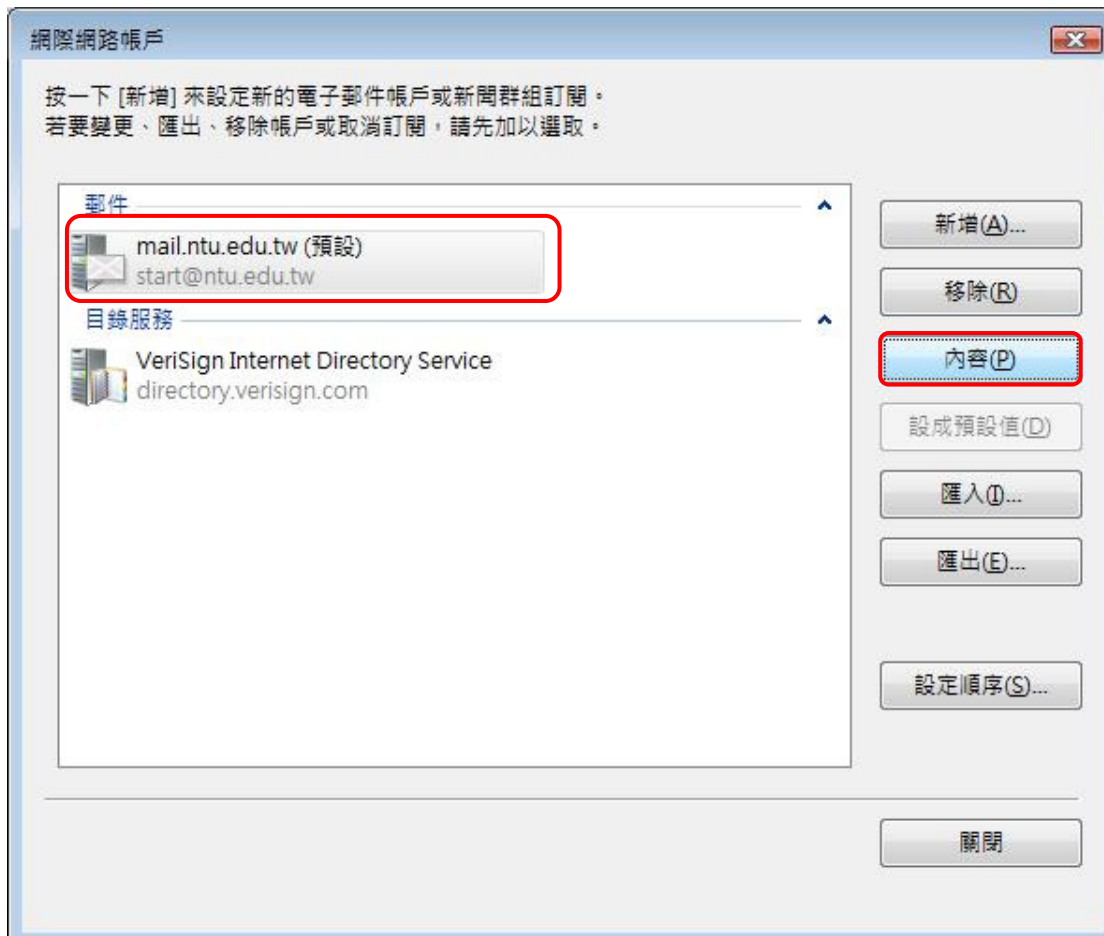 網際網路帳戶
按一下 [新增] 來設定新的電子郵件帳戶或新聞群組訂閱。
若要變更、匯出、移除帳戶或取消訂閱，請先加以選取。
郵件
mail.ntu.edu.tw (預設)
start@ntu.edu.tw
目錄服務
VeriSign Internet Directory Service
directory.verisign.com
新增(A)...
移除(R)
內容(P)
設成預設值(D)
匯入(I)...
匯出(E)...
設定順序(S)...
關閉